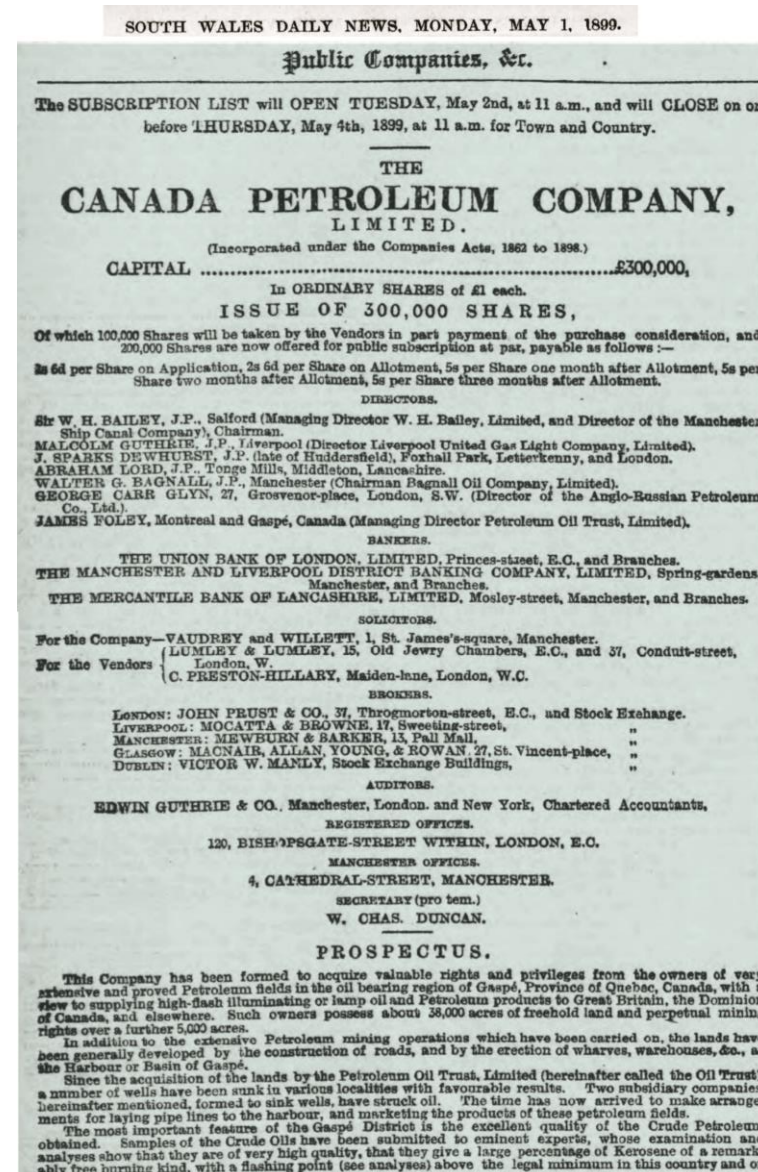 SOUTH WALES DAILY NEWS, MONDAY, MAY 1, 1899.
Public Companies, &c.
The SUBSCRIPTION LIST will OPEN TUESDAY, May 2nd, at 11 a.m., and will CLOSE on or
before THURSDAY, May 4th, 1899, at 11 a.m. for Town and Country.
THE
CANADA PETROLEUM COMPANY,
LIMITED.
(Incorporated under the Companies Acts, 1862 to 1898.)
CAPITAL ........................................................................£300,000,
In ORDINARY SHARES of £1 each.
ISSUE OF 300,000 SHARES,
Of which 100,000 Shares will be taken by the Vendors in part payment of the purchase consideration, and
200,000 Shares are now offered for public subscription at par, payable as follows :—
2s 6d per Share on Application, 2s 6d per Share on Allotment, 5s per Share one month after Allotment, 5s per
Share two months after Allotment, 5s per Share three months after Allotment.
DIRECTORS.
Sir W. H. BAILEY, J.P., Salford (Managing Director W. H. Bailey, Limited, and Director of the Manchester
Ship Canal Company), Chairman.
MALCOLM GUTHRIE, J.P., Liverpool (Director Liverpool United Gas Light Company, Limited).
J. SPARKS DEWHURST, J.P. (late of Huddersfield), Foxhall Park, Letterkenny, and London.
ABRAHAM LORD, J.P., Tonge Mills, Middleton, Lancashire.
WALTER G. BAGNALL, J.P., Manchester (Chairman Bagnall Oil Company, Limited).
GEORGE CARR GLYN, 27, Grosvenor-place, London, S.W. (Director of the Anglo-Russian Petroleum
Co., Ltd.).
JAMES FOLEY, Montreal and Gaspé, Canada (Managing Director Petroleum Oil Trust, Limited).
BANKERS.
THE UNION BANK OF LONDON, LIMITED, Princes-street, E.C., and Branches.
THE MANCHESTER AND LIVERPOOL DISTRICT BANKING COMPANY, LIMITED, Spring-gardens
Manchester, and Branches.
THE MERCANTILE BANK OF LANCASHIRE, LIMITED, Mosley-street, Manchester, and Branches.
SOLICITORS.
For the Company—VAUDREY and WILLETT, 1, St. James's-square, Manchester.
For the Vendors { LUMLEY & LUMLEY, 15, Old Jewry Chambers, E.C., and 37, Conduit-street,
London, W.
C. PRESTON-HILLARY, Maiden-lane, London, W.C.
BROKERS.
LONDON: JOHN PRUST & CO., 37, Throgmorton-street, E.C., and Stock Exchange.
LIVERPOOL: MOCATTA & BROWNE, 17, Sweeting-street, „
MANCHESTER: MEWBURN & BARKER, 13, Pall Mall, „
GLASGOW: MACNAIR, ALLAN, YOUNG, & ROWAN, 27, St. Vincent-place, „
DUBLIN: VICTOR W. MANLY, Stock Exchange Buildings, „
AUDITORS.
EDWIN GUTHRIE & CO., Manchester, London. and New York, Chartered Accountants,
REGISTERED OFFICES.
120, BISHOPSGATE-STREET WITHIN, LONDON, E.C.
MANCHESTER OFFICES.
4, CATHEDRAL-STREET, MANCHESTER.
SECRETARY (pro tem.)
W. CHAS. DUNCAN.
PROSPECTUS.
This Company has been formed to acquire valuable rights and privileges from the owners of very
extensive and proved Petroleum fields in the oil bearing region of Gaspé, Province of Quebec, Canada, with
view to supplying high-flash illuminating or lamp oil and Petroleum products to Great Britain, the Dominion
of Canada, and elsewhere. Such owners possess about 38,000 acres of freehold land and perpetual mining
rights over a further 5,000 acres.
In addition to the extensive Petroleum mining operations which have been carried on, the lands have
been generally developed by the construction of roads, and by the erection of wharves, warehouses, &c., a
the Harbour or Basin of Gaspé.
Since the acquisition of the lands by the Petroleum Oil Trust, Limited (hereinafter called the Oil Trust)
a number of wells have been sunk in various localities with favourable results. Two subsidiary companies
hereinafter mentioned, formed to sink wells, have struck oil. The time has now arrived to make arrange
ments for laying pipe lines to the harbour, and marketing the products of these petroleum fields.
The most important feature of the Gaspé District is the excellent quality of the Crude Petroleum
obtained. Samples of the Crude Oils have been submitted to eminent experts, whose examination and
analyses show that they are of very high quality, that they give a large percentage of Kerosene of a remark
ably free burning kind, with a flashing point (see analyses) above the legal minimum in this country and o